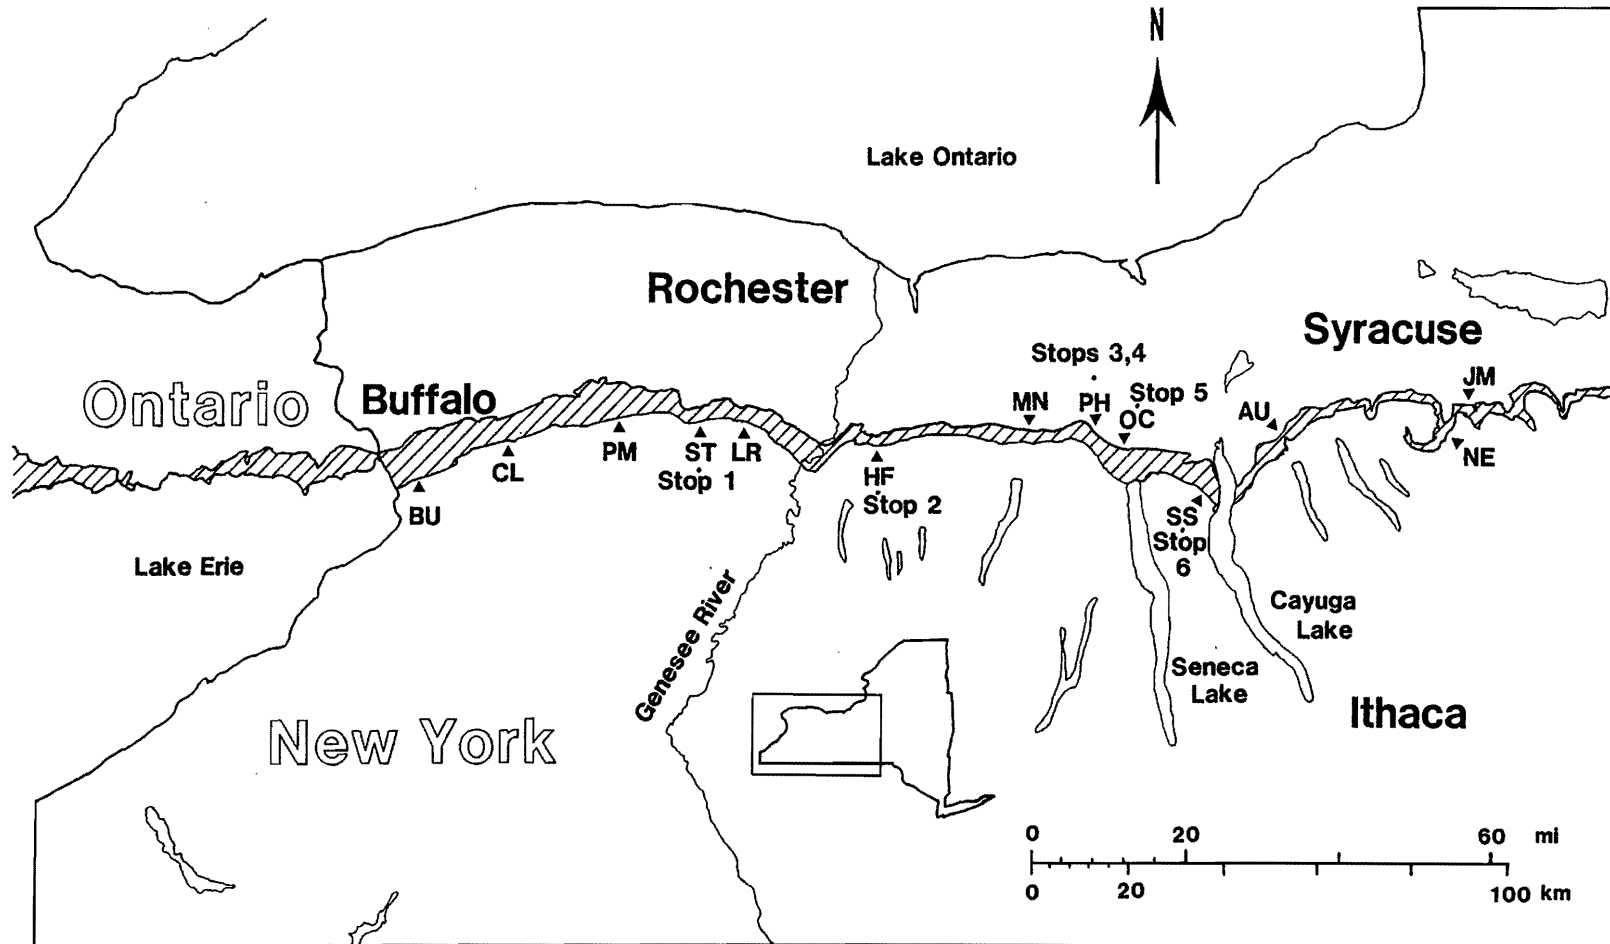 N
Lake Ontario
Rochester
Syracuse
Stops 3,4
Stop 5
JM
Ontario
Buffalo
MN
PH
OC
AU
PM
ST
LR
NE
CL
Stop 1
HF
Stop 2
BU
SS
Stop
6
Lake Erie
Genesee River
Cayuga
Lake
Seneca
Lake
Ithaca
New York
0 20 60 mi
0 20 100 km